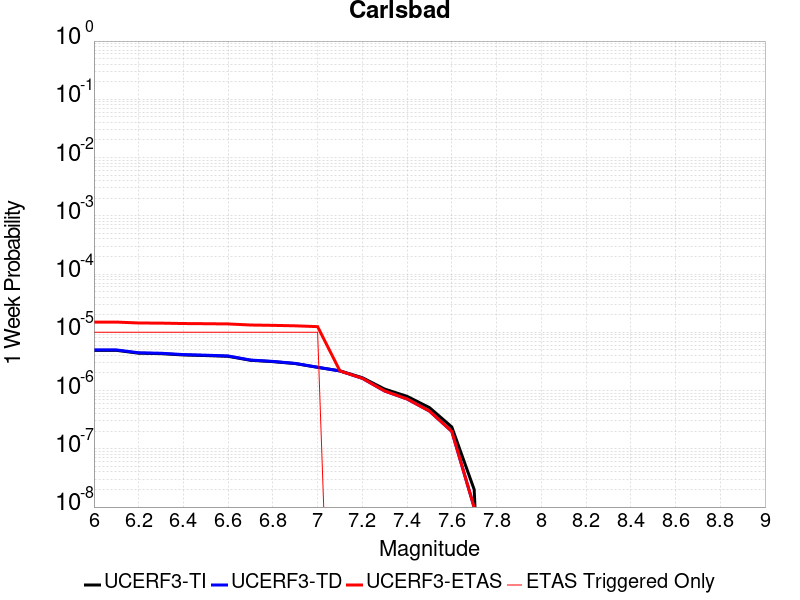 Carlsbad
10^0
10^-1
10^-2
10^-3
10^-4
10^-5
10^-6
10^-7
10^-8
1 Week Probability
6 6.2 6.4 6.6 6.8 7 7.2 7.4 7.6 7.8 8 8.2 8.4 8.6 8.8 9
Magnitude
UCERF3-TI UCERF3-TD UCERF3-ETAS ETAS Triggered Only